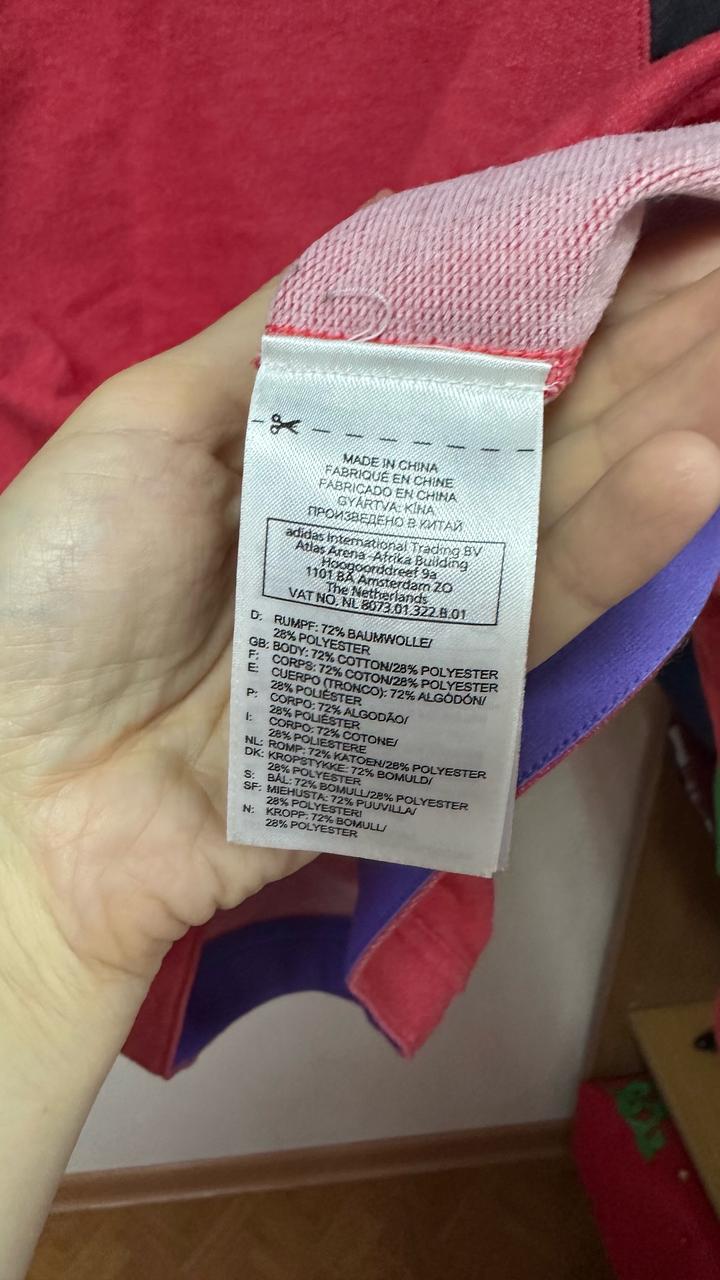 MADE IN CHINA
FABRIQUÉ EN CHINE
FABRICADO EN CHINA
GYÁRTVA: KÍNA
ПРОИЗВЕДЕНО В КИТАЙ
adidas International Trading BV
Atlas Arena -Afrika Building
Hoogoorddreef 9a
1101 BA Amsterdam ZO
The Netherlands
VAT NO. NL 8073.01.322.B.01
D: RUMPF: 72% BAUMWOLLE/
28% POLYESTER
GB: BODY: 72% COTTON/28% POLYESTER
F: CORPS: 72% COTON/28% POLYESTER
E: CUERPO (TRONCO): 72% ALGODÓN/
28% POLIÉSTER
P: CORPO: 72% ALGODÃO/
28% POLIÉSTER
I: CORPO: 72% COTONE/
28% POLIESTERE
NL: ROMP: 72% KATOEN/28% POLYESTER
DK: KROPSTYKKE: 72% BOMULD/
28% POLYESTER
S: BÅL: 72% BOMULL/28% POLYESTER
SF: MIEHUSTA: 72% PUUVILLA/
28% POLYESTERI
N: KROPP: 72% BOMULL/
28% POLYESTER